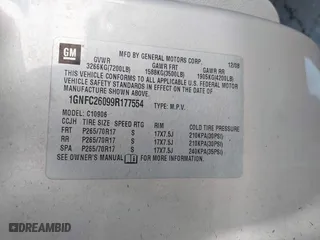 GM
MFD BY GENERAL MOTORS CORP. 12/08
GVWR GAWR FRT GAWR RR
3266KG(7200LB) 1588KG(3500LB) 1905KG(4200LB)
THIS VEHICLE CONFORMS TO ALL APPLICABLE U.S. FEDERAL MOTOR
VEHICLE SAFETY AND THEFT PREVENTION STANDARDS IN EFFECT ON
THE DATE OF MANUFACTURE SHOWN ABOVE.
1GNFC26099R177554 TYPE: M.P.V.
MODEL: C10906
CCJH TIRE SIZE SPEED RTG RIM COLD TIRE PRESSURE
FRT P265/70R17 S 17X7.5J 210KPA(30PSI)
RR P265/70R17 S 17X7.5J 210KPA(30PSI)
SPA P265/70R17 S 17X7.5J 240KPA(35PSI)
SEE OWNER'S MANUAL FOR ADDITIONAL INFORMATION.
DREAMBID